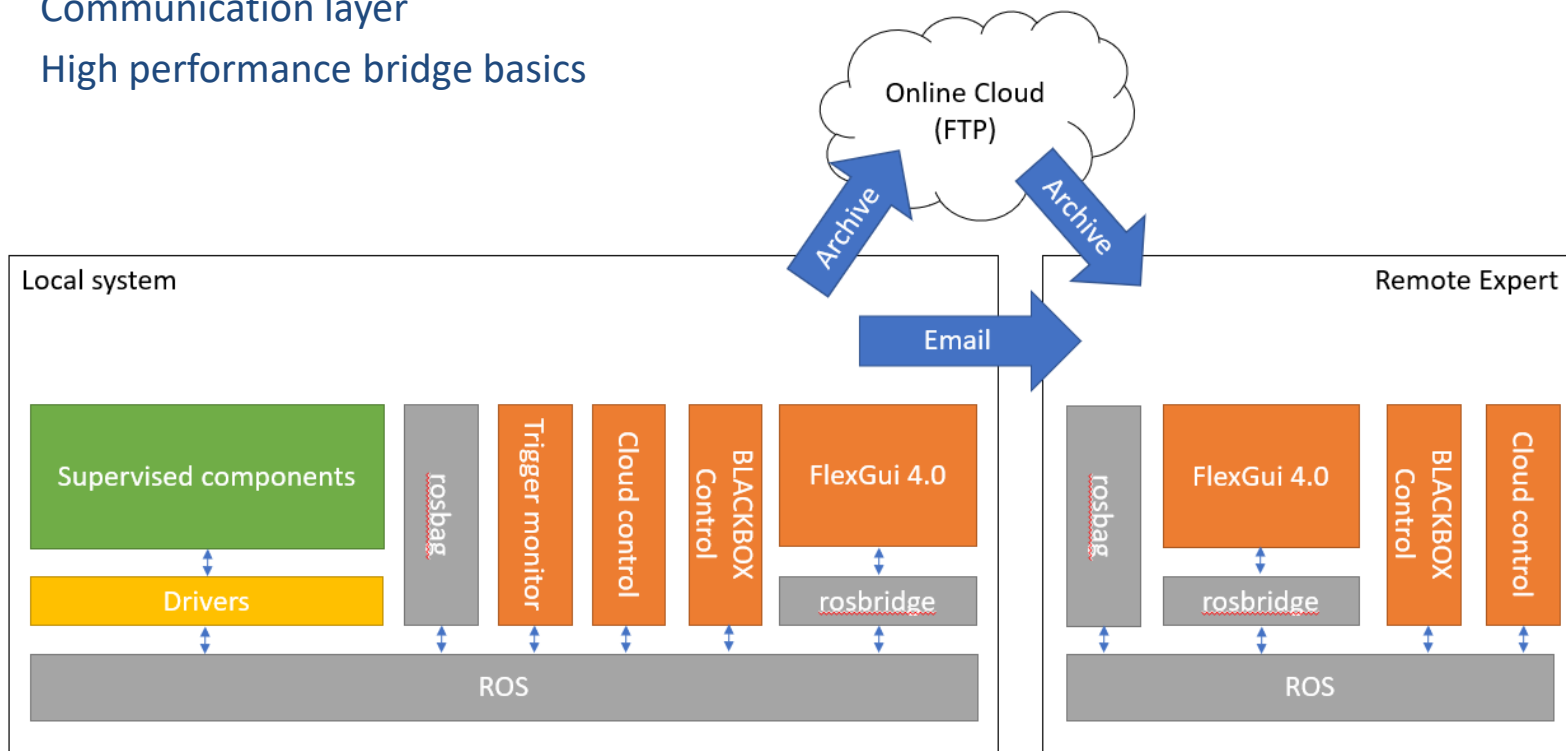 Communication layer
High performance bridge basics
Online Cloud
(FTP)
Archive
Archive
Local system
Remote Expert
Email
Supervised components
rosbag
Trigger monitor
Cloud control
BLACKBOX
Control
FlexGui 4.0
rosbag
FlexGui 4.0
BLACKBOX
Control
Cloud control
Drivers
rosbridge
rosbridge
ROS
ROS